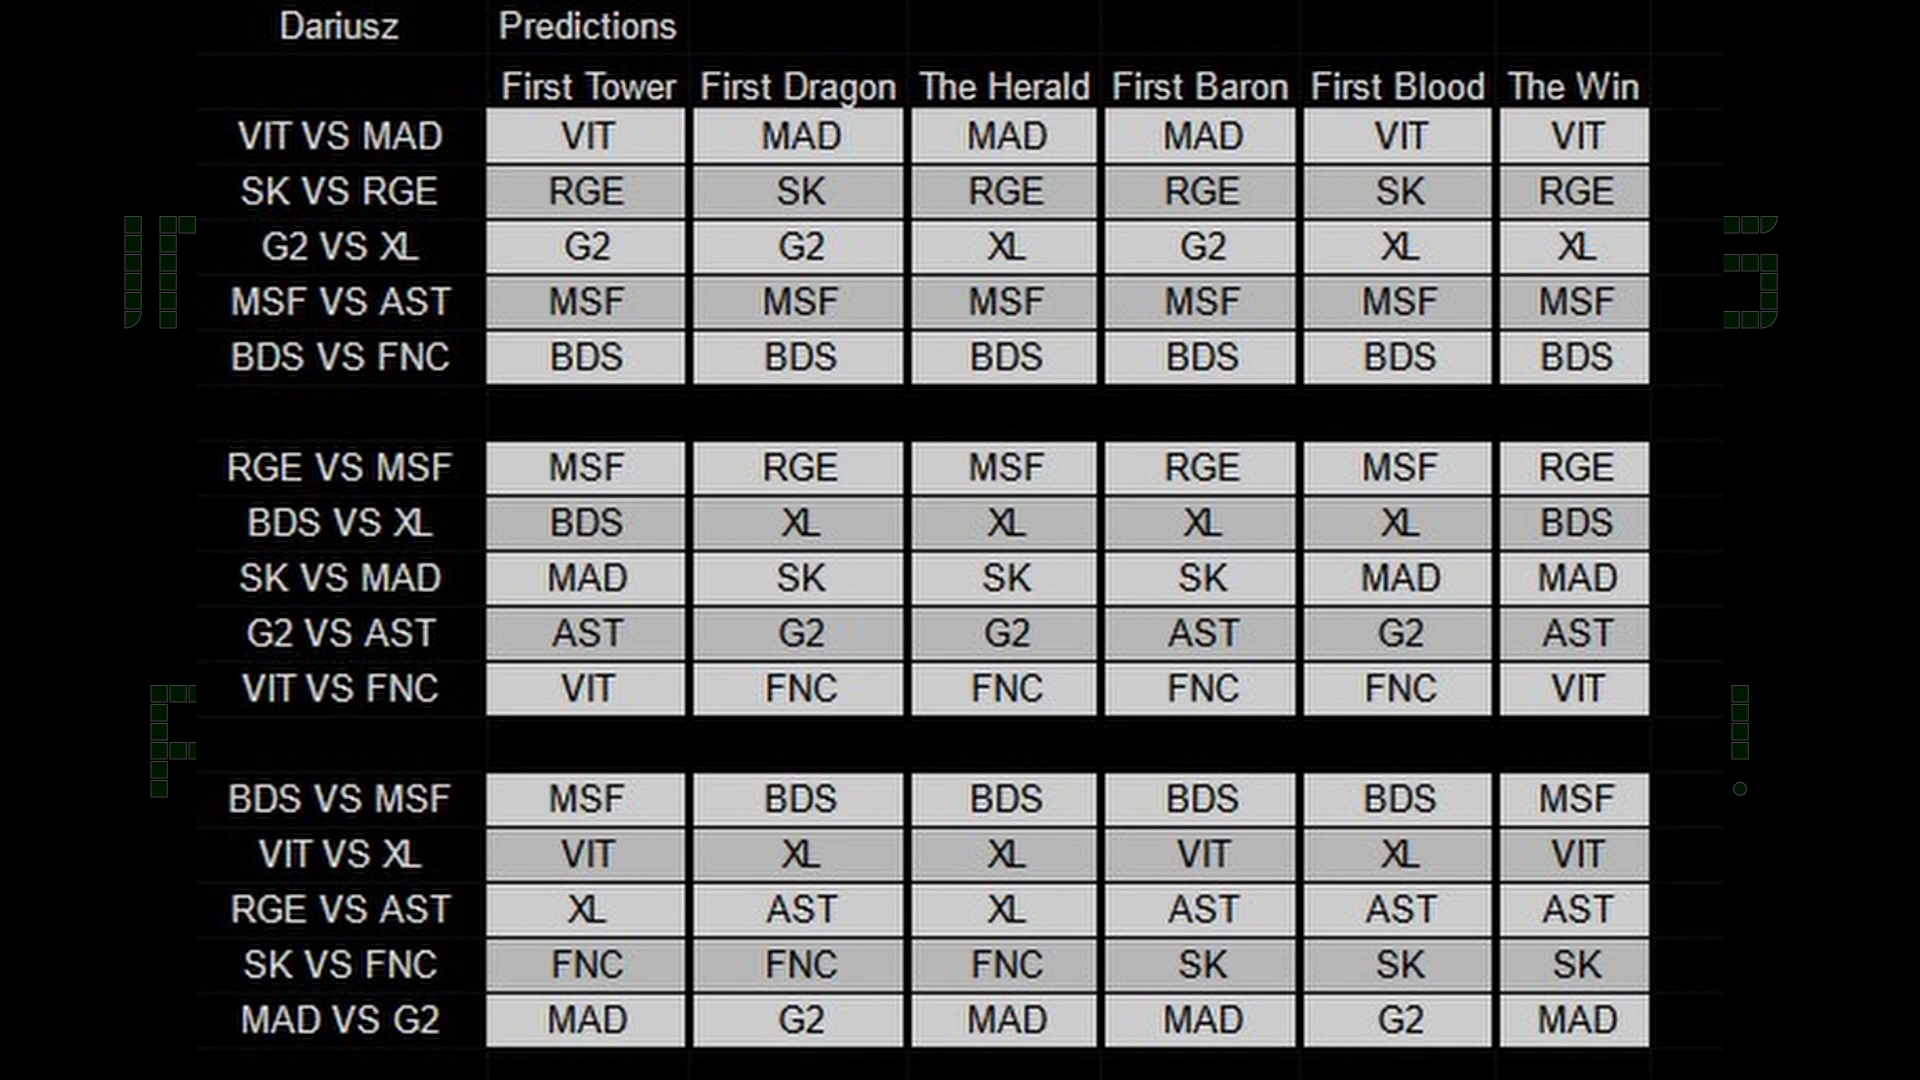 Dariusz Predictions
First Tower First Dragon The Herald First Baron First Blood The Win
VIT VS MAD VIT MAD MAD MAD VIT VIT
SK VS RGE RGE SK RGE RGE SK RGE
G2 VS XL G2 G2 XL G2 XL XL
MSF VS AST MSF MSF MSF MSF MSF MSF
BDS VS FNC BDS BDS BDS BDS BDS BDS
RGE VS MSF MSF RGE MSF RGE MSF RGE
BDS VS XL BDS XL XL XL XL BDS
SK VS MAD MAD SK SK SK MAD MAD
G2 VS AST AST G2 G2 AST G2 AST
VIT VS FNC VIT FNC FNC FNC FNC VIT
BDS VS MSF MSF BDS BDS BDS BDS MSF
VIT VS XL VIT XL XL VIT XL VIT
RGE VS AST XL AST XL AST AST AST
SK VS FNC FNC FNC FNC SK SK SK
MAD VS G2 MAD G2 MAD MAD G2 MAD